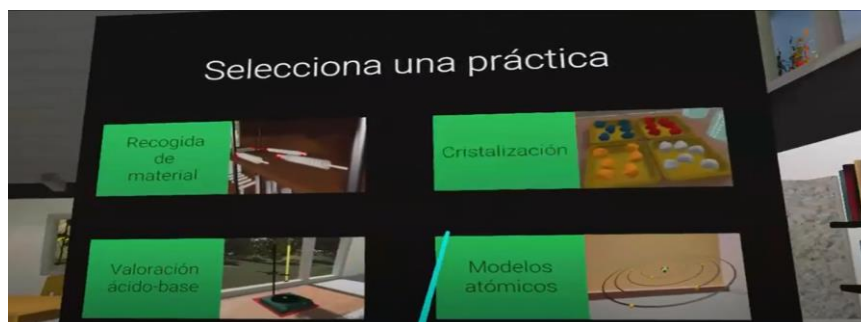 Selecciona una práctica
Recogida
de
material
Cristalización
Valoración
ácido-base
Modelos
atómicos